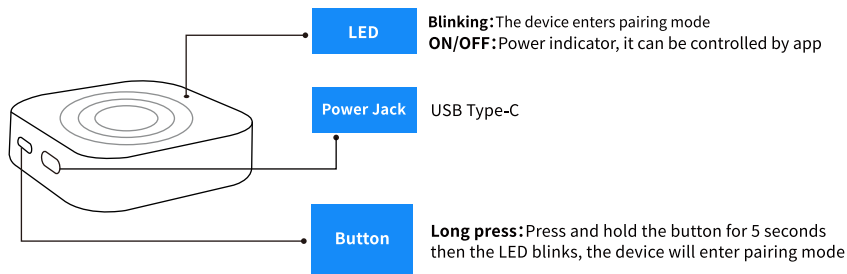 LED
Blinking:The device enters pairing mode
ON/OFF:Power indicator, it can be controlled by app
Power Jack
USB Type-C
Button
Long press:Press and hold the button for 5 seconds
then the LED blinks, the device will enter pairing mode